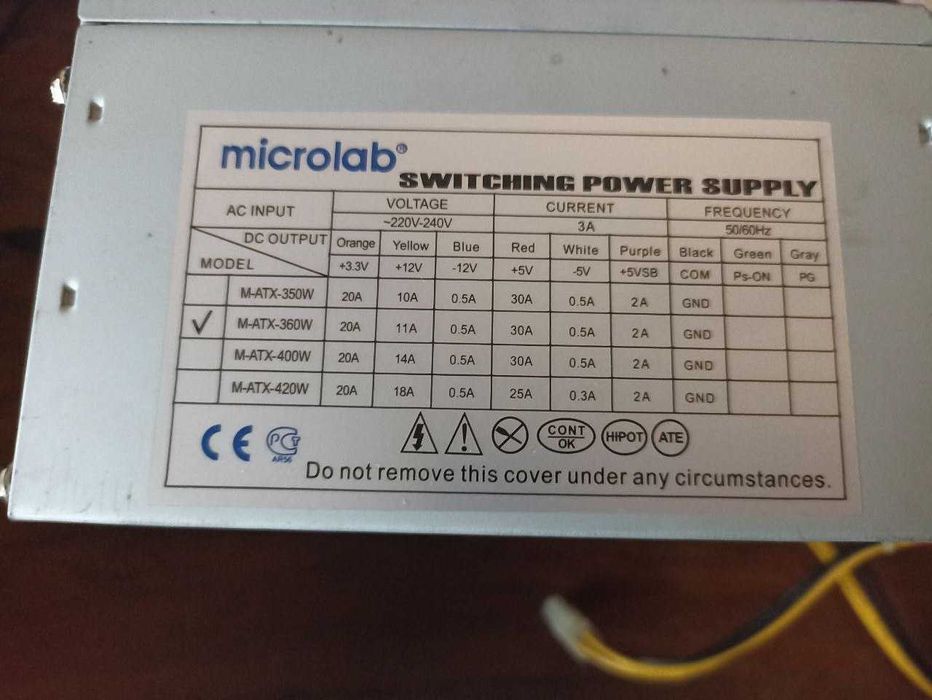 microlab®
SWITCHING POWER SUPPLY
AC INPUT VOLTAGE CURRENT FREQUENCY
~220V-240V 3A 50/60Hz
DC OUTPUT Orange Yellow Blue Red White Purple Black Green Gray
MODEL +3.3V +12V -12V +5V -5V +5VSB COM Ps-ON PG
M-ATX-350W 20A 10A 0.5A 30A 0.5A 2A GND
✓ M-ATX-360W 20A 11A 0.5A 30A 0.5A 2A GND
M-ATX-400W 20A 14A 0.5A 30A 0.5A 2A GND
M-ATX-420W 20A 18A 0.5A 25A 0.3A 2A GND
CE РСТ CONT OK HIPOT ATE
АЯ56
Do not remove this cover under any circumstances.